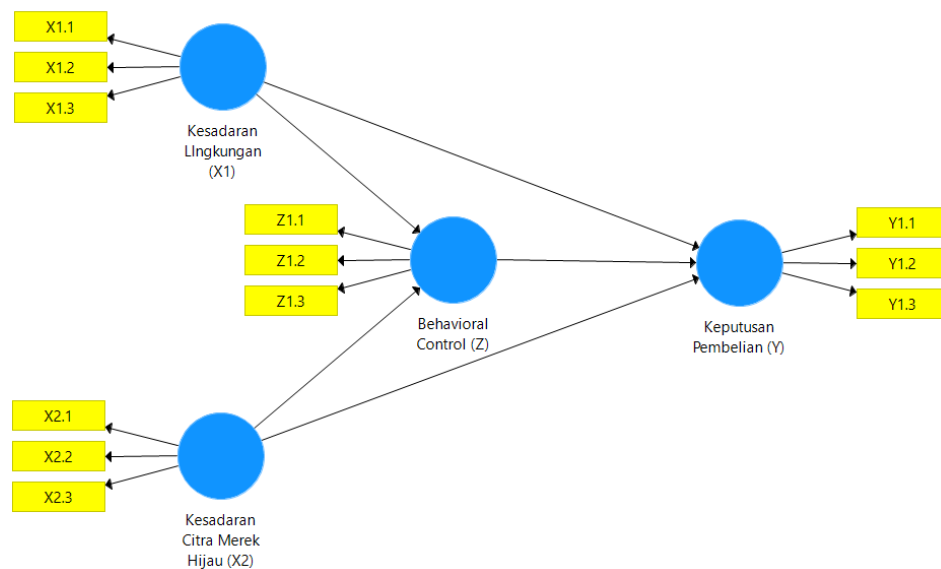 X1.1
X1.2
X1.3
Kesadaran
LIngkungan
(X1)
Z1.1
Z1.2
Z1.3
Behavioral
Control (Z)
Y1.1
Y1.2
Y1.3
Keputusan
Pembelian (Y)
X2.1
X2.2
X2.3
Kesadaran
Citra Merek
Hijau (X2)